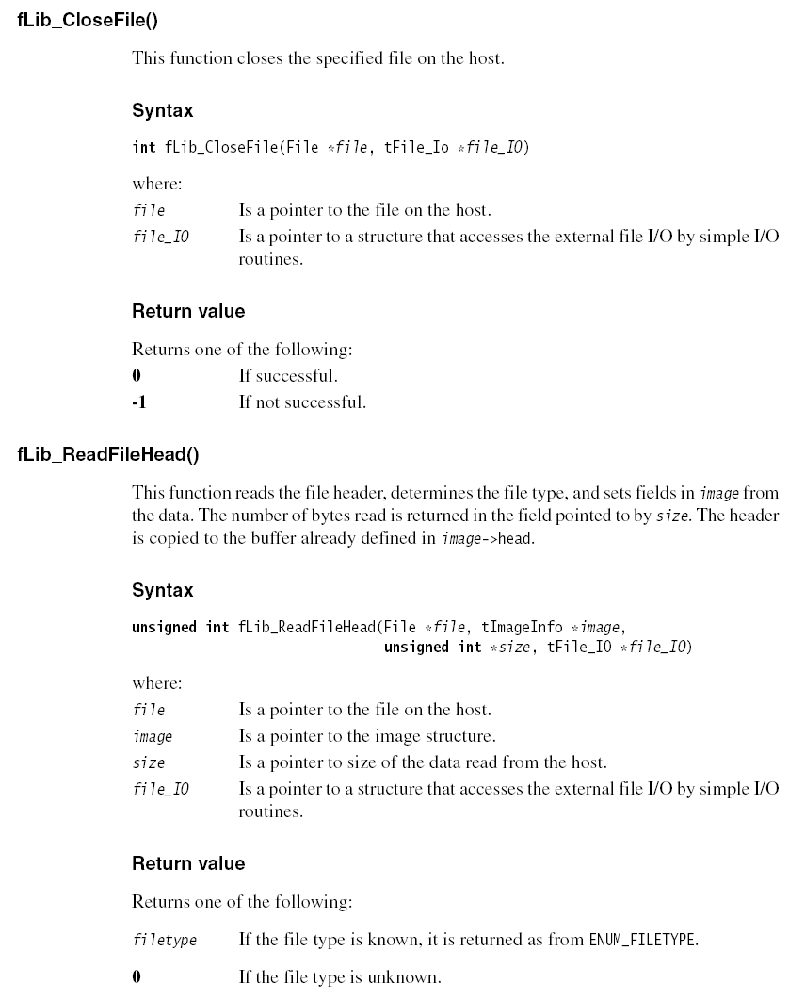 fLib_CloseFile()
This function closes the specified file on the host.
Syntax
int fLib_CloseFile(File *file, tFile_Io *file_IO)
where:
file Is a pointer to the file on the host.
file_IO Is a pointer to a structure that accesses the external file I/O by simple I/O
routines.
Return value
Returns one of the following:
0 If successful.
-1 If not successful.
fLib_ReadFileHead()
This function reads the file header, determines the file type, and sets fields in image from
the data. The number of bytes read is returned in the field pointed to by size. The header
is copied to the buffer already defined in image->head.
Syntax
unsigned int fLib_ReadFileHead(File *file, tImageInfo *image,
unsigned int *size, tFile_IO *file_IO)
where:
file Is a pointer to the file on the host.
image Is a pointer to the image structure.
size Is a pointer to size of the data read from the host.
file_IO Is a pointer to a structure that accesses the external file I/O by simple I/O
routines.
Return value
Returns one of the following:
filetype If the file type is known, it is returned as from ENUM_FILETYPE.
0 If the file type is unknown.